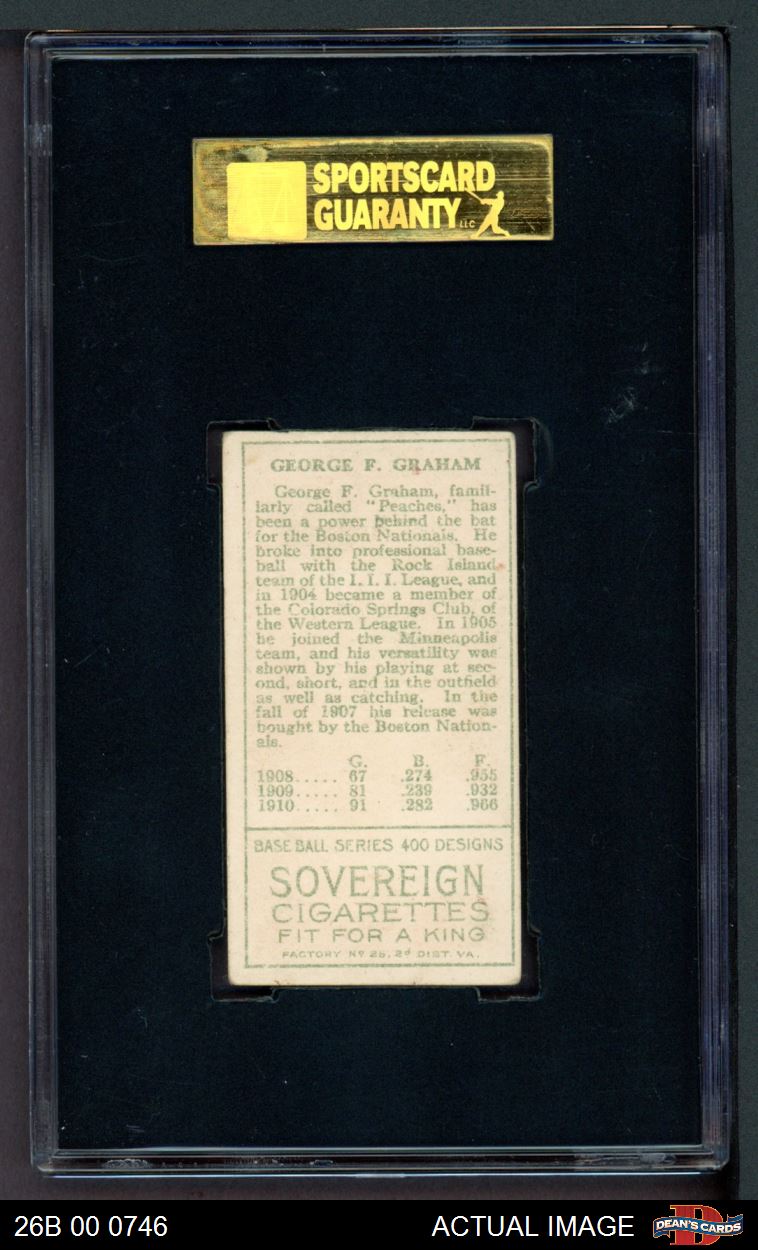 SPORTSCARD
GUARANTY LLC
GEORGE F. GRAHAM
George F. Graham, famil-
iarly called "Peaches," has
been a power behind the bat
for the Boston Nationals. He
broke into professional base-
ball with the Rock Island
team of the I. I. I. League, and
in 1904 became a member of
the Colorado Springs Club, of
the Western League. In 1905
he joined the Minneapolis
team, and his versatility was
shown by his playing at sec-
ond, short, and in the outfield
as well as catching. In the
fall of 1907 his release was
bought by the Boston Nation-
als.
G. B. F.
1908..... 67 .274 .955
1909..... 81 .239 .932
1910..... 91 .282 .966
BASE BALL SERIES 400 DESIGNS
SOVEREIGN
CIGARETTES
FIT FOR A KING
FACTORY Nº 25, 2d DIST. VA.
26B 00 0746 ACTUAL IMAGE DEAN'S CARDS